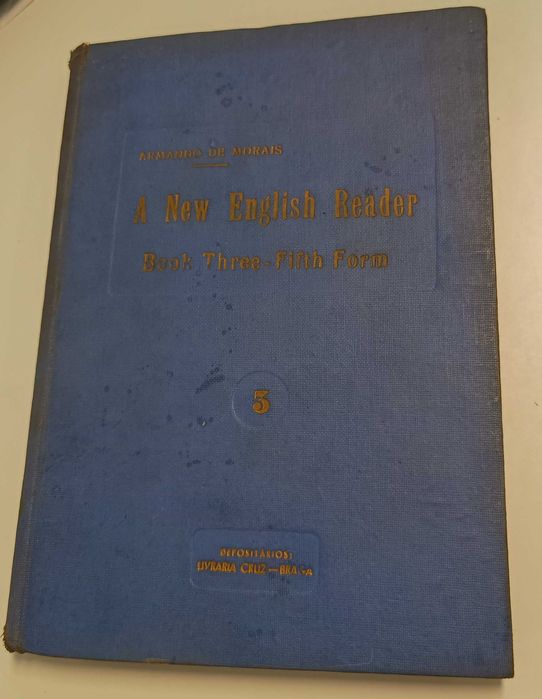 ARMANDO DE MORAIS
A New English Reader
Book Three-Fifth Form
3
DEPOSITÁRIOS:
LIVRARIA CRUZ — BRAGA